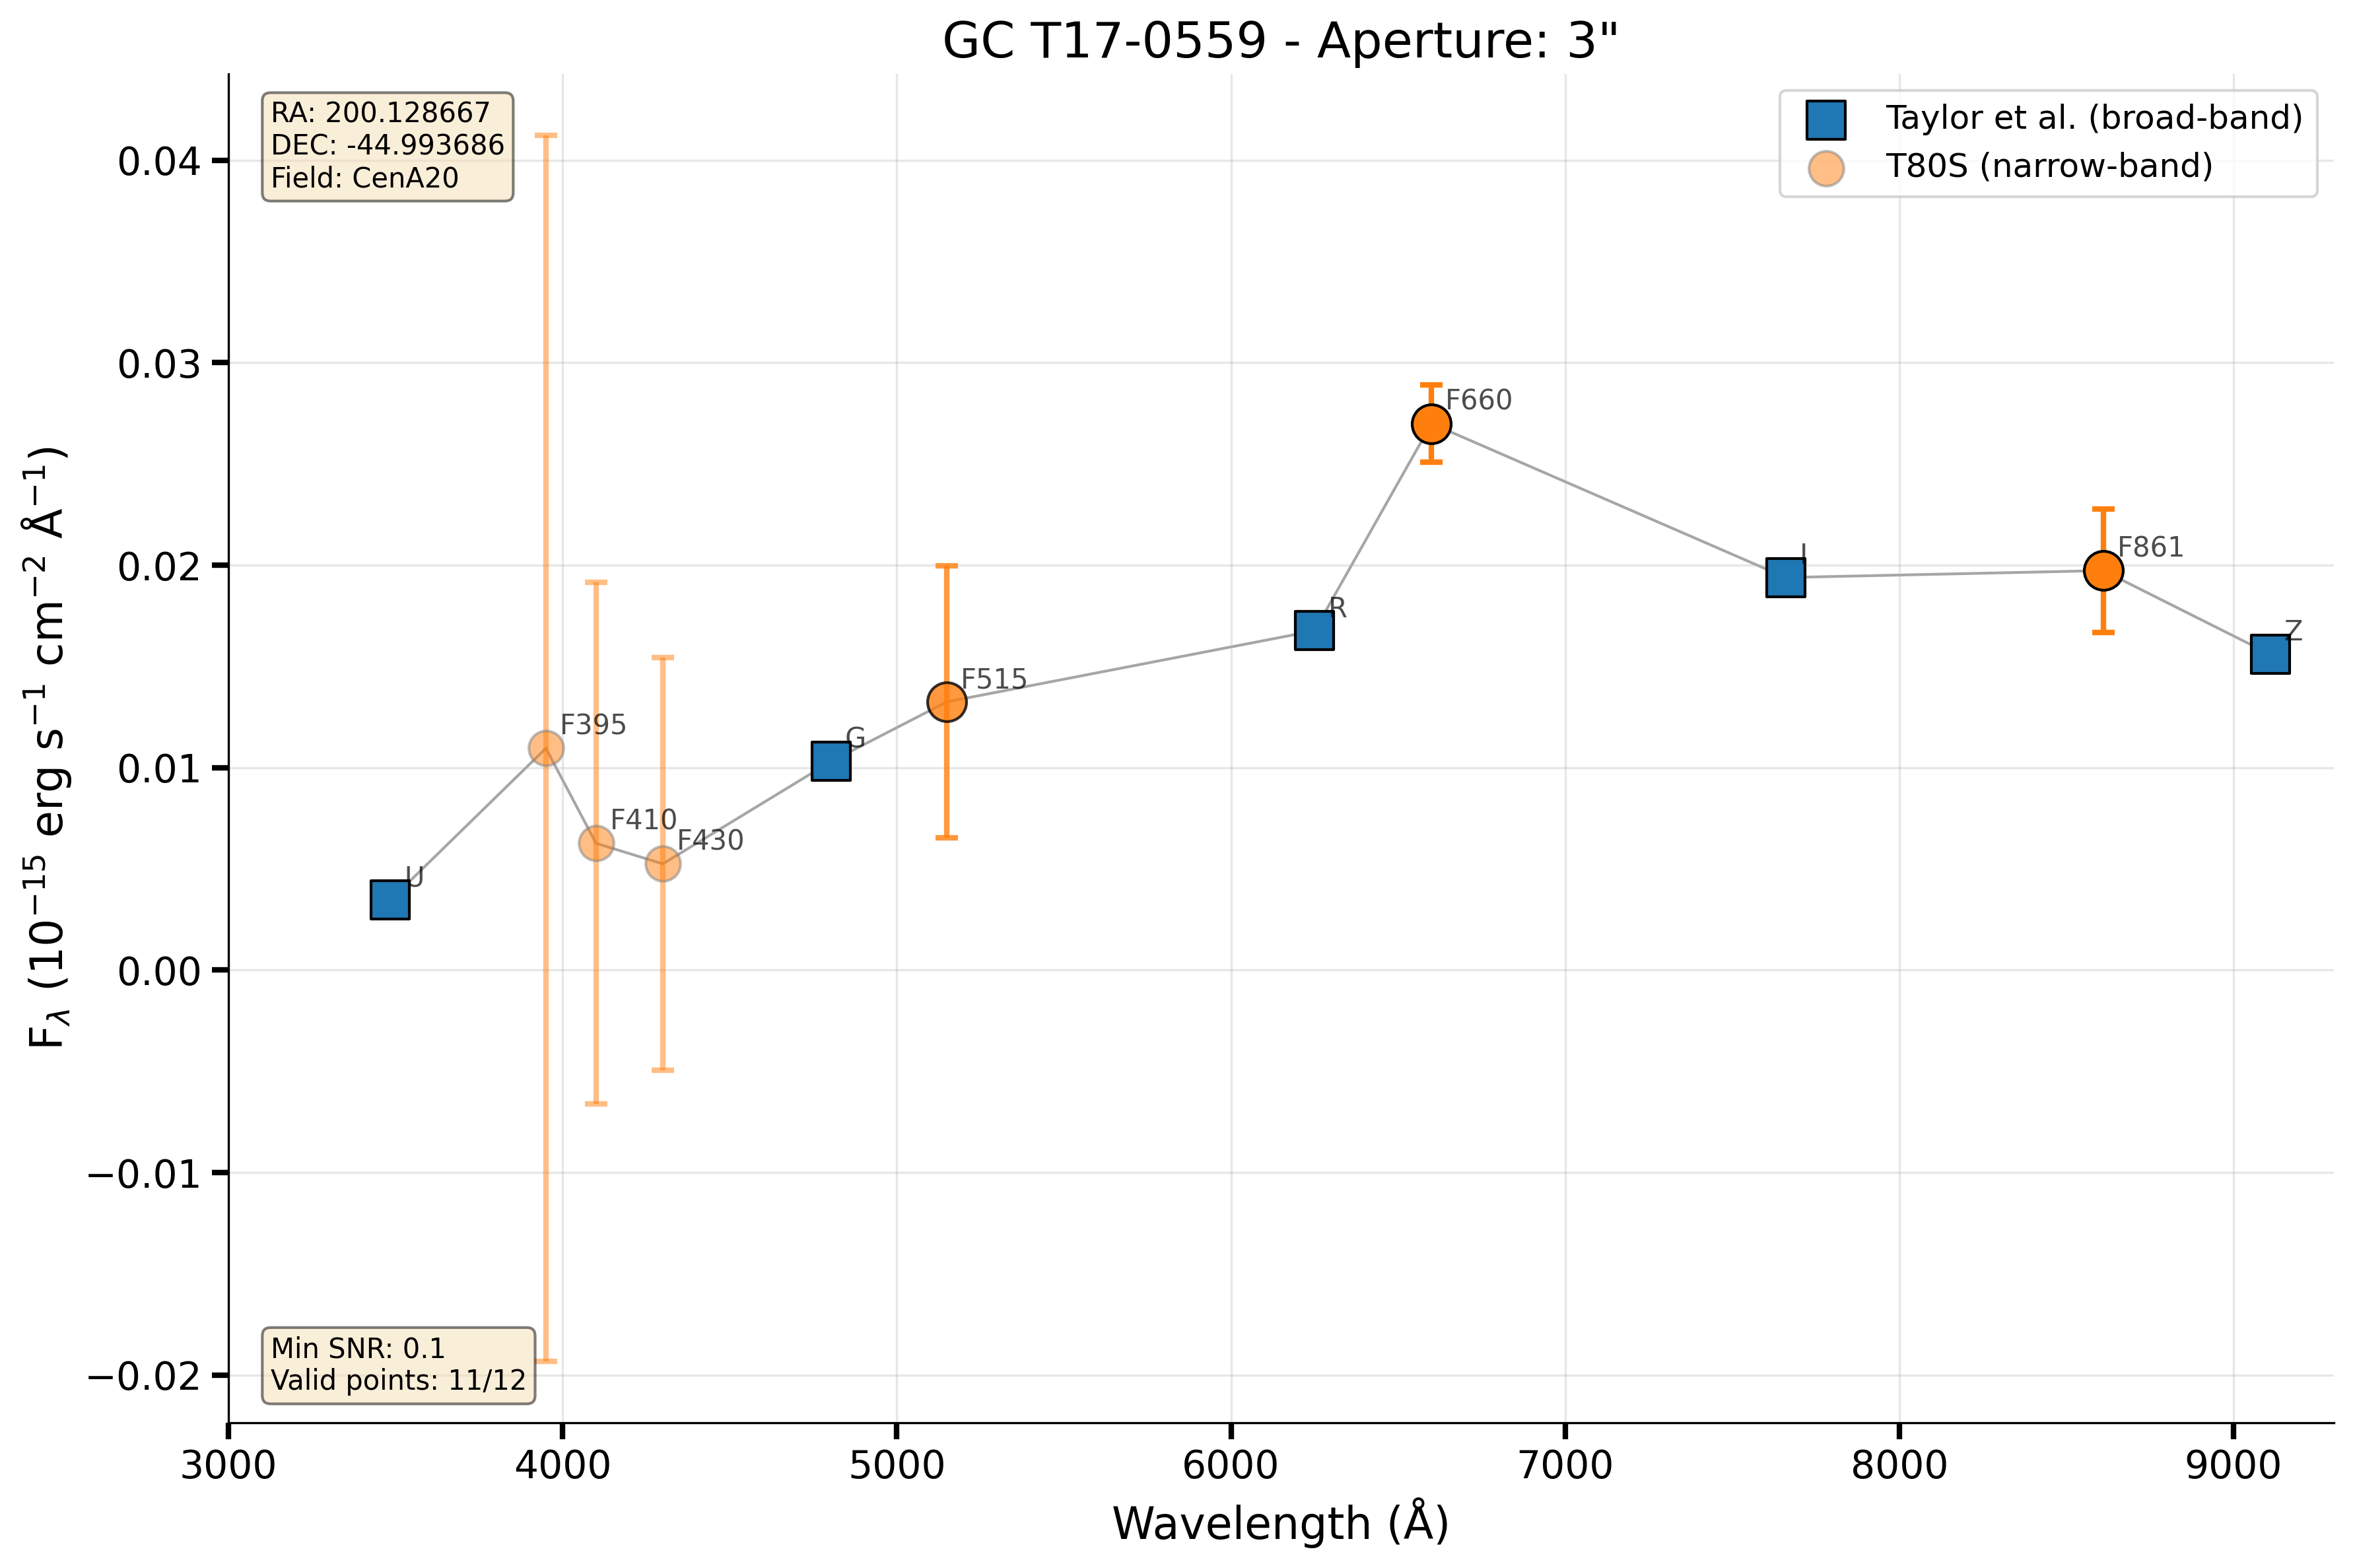 GC T17-0559 - Aperture: 3"
RA: 200.128667
DEC: -44.993686
Field: CenA20
Taylor et al. (broad-band)
T80S (narrow-band)
F_λ (10⁻¹⁵ erg s⁻¹ cm⁻² Å⁻¹)
0.04
0.03
0.02
0.01
0.00
−0.01
−0.02
U
F395
F410
F430
G
F515
R
F660
I
F861
Z
Min SNR: 0.1
Valid points: 11/12
3000 4000 5000 6000 7000 8000 9000
Wavelength (Å)